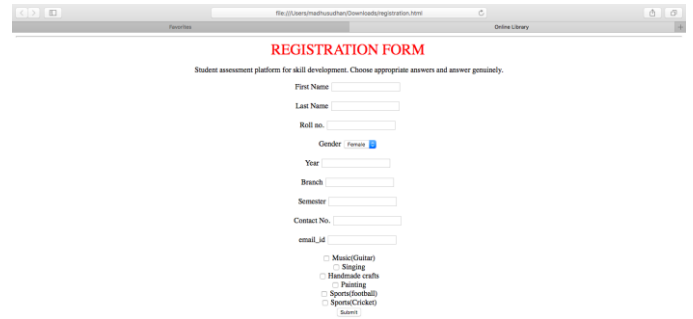 file:///Users/madhusudhan/Downloads/registration.html
Favorites
Online Library
REGISTRATION FORM
Student assessment platform for skill development. Choose appropriate answers and answer genuinely.
First Name
Last Name
Roll no.
Gender Female
Year
Branch
Semester
Contact No.
email_id
Music(Guitar)
Singing
Handmade crafts
Painting
Sports(football)
Sports(Cricket)
Submit